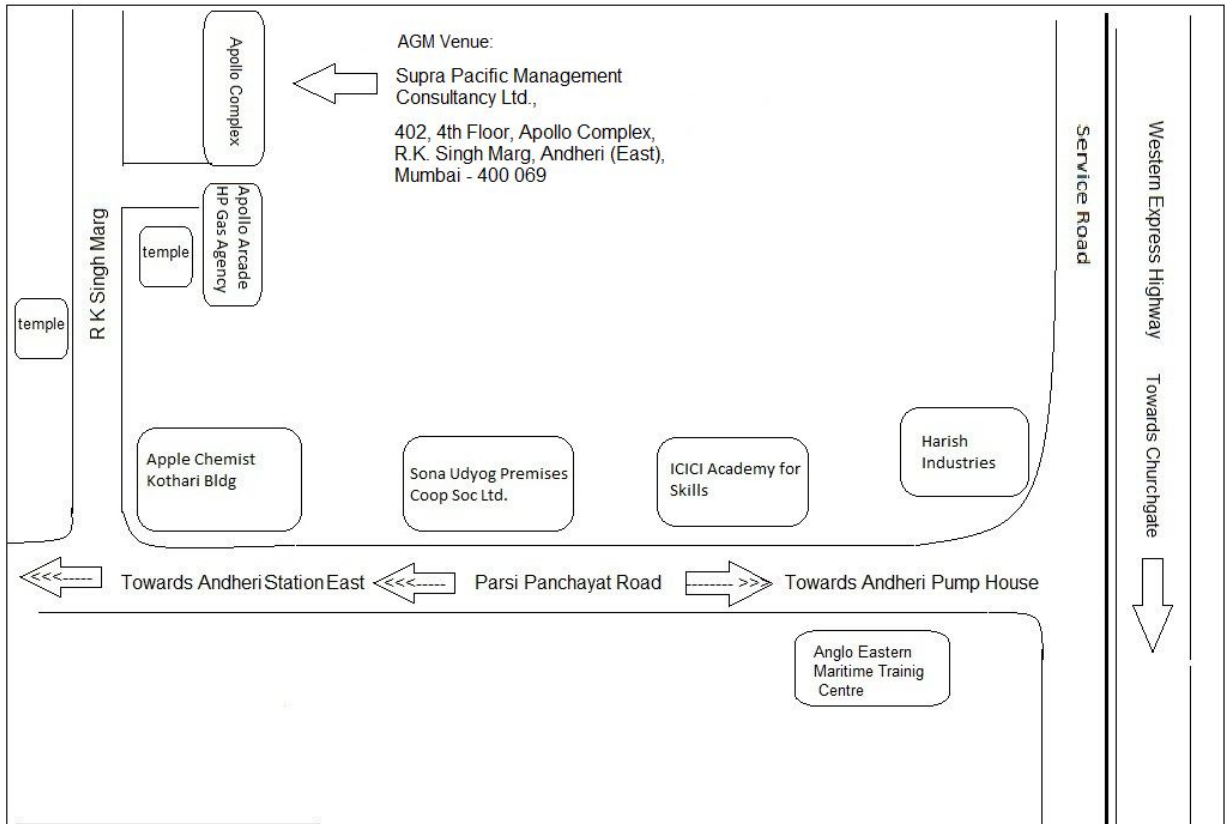 Apollo Complex
AGM Venue:
Supra Pacific Management
Consultancy Ltd.,
402, 4th Floor, Apollo Complex,
R.K. Singh Marg, Andheri (East),
Mumbai - 400 069
Service Road
Western Express Highway
Towards Churchgate
R K Singh Marg
temple
Apollo Arcade
HP Gas Agency
temple
Apple Chemist
Kothari Bldg
Sona Udyog Premises
Coop Soc Ltd.
ICICI Academy for
Skills
Harish
Industries
<<<----- Towards Andheri Station East <<<----- Parsi Panchayat Road -------- >>> Towards Andheri Pump House
Anglo Eastern
Maritime Trainig
Centre